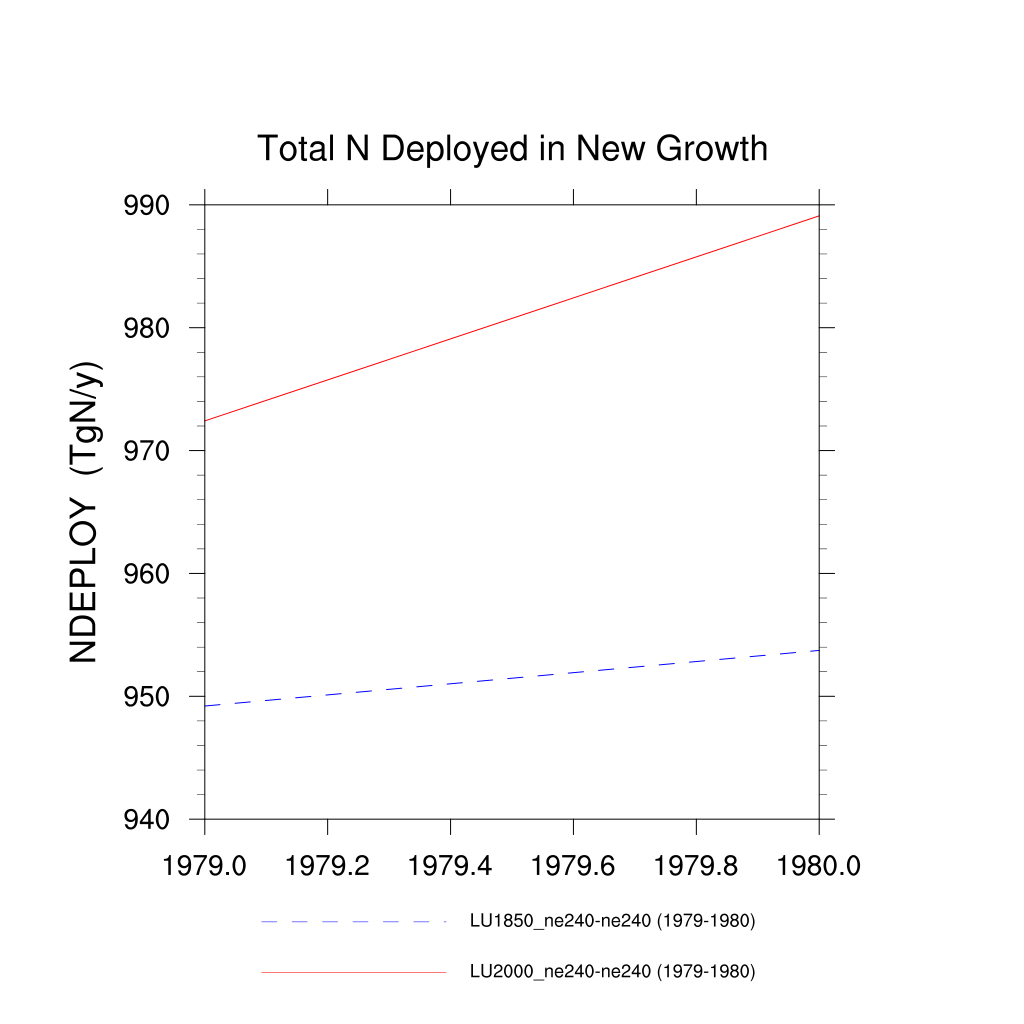 Total N Deployed in New Growth
NDEPLOY (TgN/y)
990
980
970
960
950
940
1979.0 1979.2 1979.4 1979.6 1979.8 1980.0
LU1850_ne240-ne240 (1979-1980)
LU2000_ne240-ne240 (1979-1980)